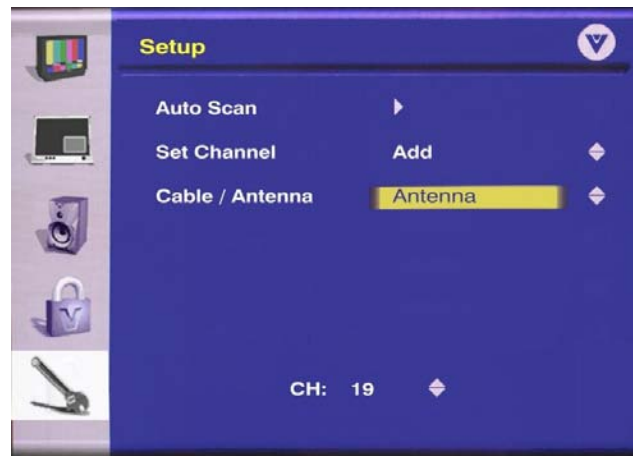 Setup
Auto Scan
Set Channel Add
Cable / Antenna Antenna
CH: 19